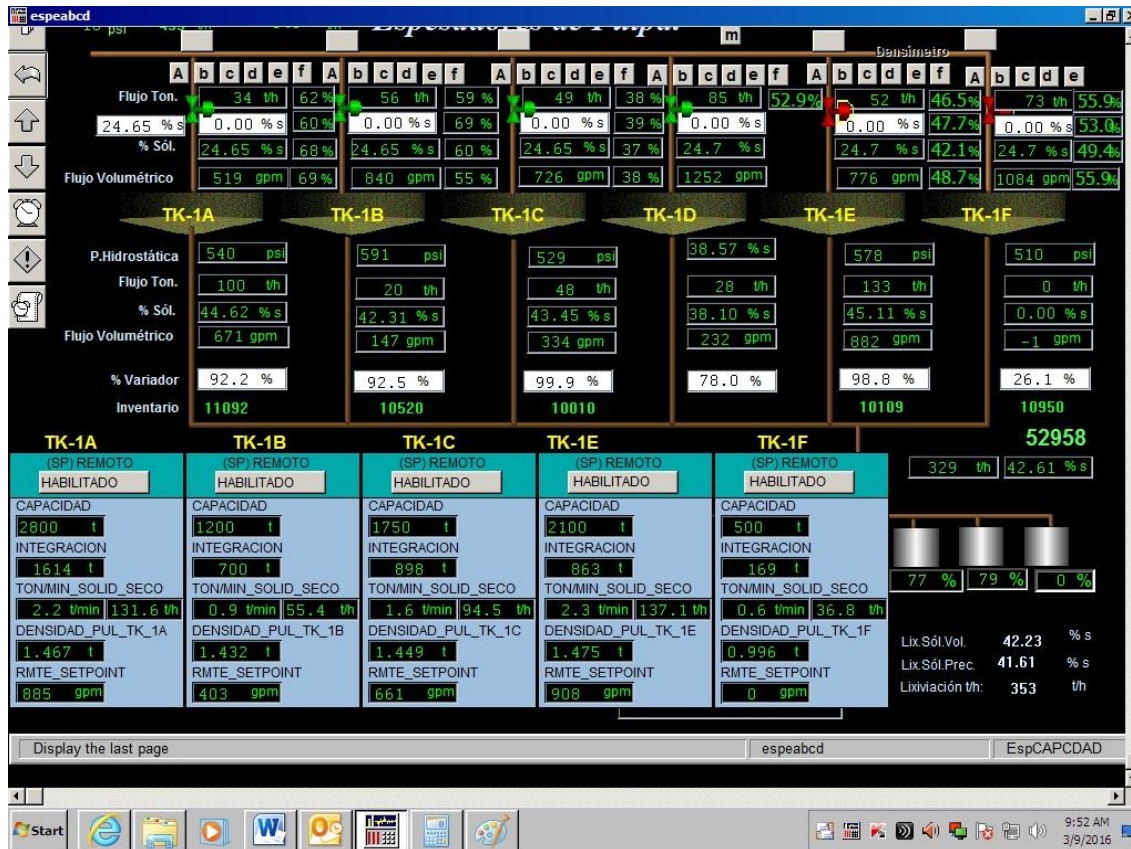 espeabcd
Espesadores de Pulpa.
m
Densimetro
A b c d e f A b c d e f A b c d e f A b c d e f A b c d e f A b c d e
Flujo Ton. 34 t/h 62% 56 t/h 59 % 49 t/h 38 % 85 t/h 52.9% 52 t/h 46.5% 73 t/h 55.9%
24.65 % s 0.00 % s 60% 0.00 % s 69 % 0.00 % s 39 % 0.00 % s 0.00 % s 47.7% 0.00 % s 53.0%
% Sól. 24.65 % s 68% 24.65 % s 60 % 24.65 % s 37 % 24.7 % s 24.7 % s 42.1% 24.7 % s 49.4%
Flujo Volumétrico 519 gpm 69 % 840 gpm 55 % 726 gpm 38 % 1252 gpm 776 gpm 48.7% 1084 gpm 55.9%
TK-1A TK-1B TK-1C TK-1D TK-1E TK-1F
P.Hidrostática 540 psi 591 psi 529 psi 38.57 % s 578 psi 510 psi
Flujo Ton. 100 t/h 20 t/h 48 t/h 28 t/h 133 t/h 0 t/h
% Sól. 44.62 % s 42.31 % s 43.45 % s 38.10 % s 45.11 % s 0.00 % s
Flujo Volumétrico 671 gpm 147 gpm 334 gpm 232 gpm 882 gpm -1 gpm
% Variador 92.2 % 92.5 % 99.9 % 78.0 % 98.8 % 26.1 %
Inventario 11092 10520 10010 10109 10950
52958
329 t/h 42.61 % s
TK-1A TK-1B TK-1C TK-1E TK-1F
(SP) REMOTO (SP) REMOTO (SP) REMOTO (SP) REMOTO (SP) REMOTO
HABILITADO HABILITADO HABILITADO HABILITADO HABILITADO
CAPACIDAD CAPACIDAD CAPACIDAD CAPACIDAD CAPACIDAD
2800 t 1200 t 1750 t 2100 t 500 t
INTEGRACION INTEGRACION INTEGRACION INTEGRACION INTEGRACION
1614 t 700 t 898 t 863 t 169 t
TON/MIN_SOLID_SECO TON/MIN_SOLID_SECO TON/MIN_SOLID_SECO TON/MIN_SOLID_SECO TON/MIN_SOLID_SECO
2.2 t/min 131.6 t/h 0.9 t/min 55.4 t/h 1.6 t/min 94.5 t/h 2.3 t/min 137.1 t/h 0.6 t/min 36.8 t/h
DENSIDAD_PUL_TK_1A DENSIDAD_PUL_TK_1B DENSIDAD_PUL_TK_1C DENSIDAD_PUL_TK_1E DENSIDAD_PUL_TK_1F
1.467 t 1.432 t 1.449 t 1.475 t 0.996 t
RMTE_SETPOINT RMTE_SETPOINT RMTE_SETPOINT RMTE_SETPOINT RMTE_SETPOINT
885 gpm 403 gpm 661 gpm 908 gpm 0 gpm
77 % 79 % 0 %
Lix.Sól.Vol. 42.23 % s
Lix.Sól.Prec. 41.61 % s
Lixiviación t/h: 353 t/h
Display the last page espeabcd EspCAPCDAD
Start
9:52 AM
3/9/2016